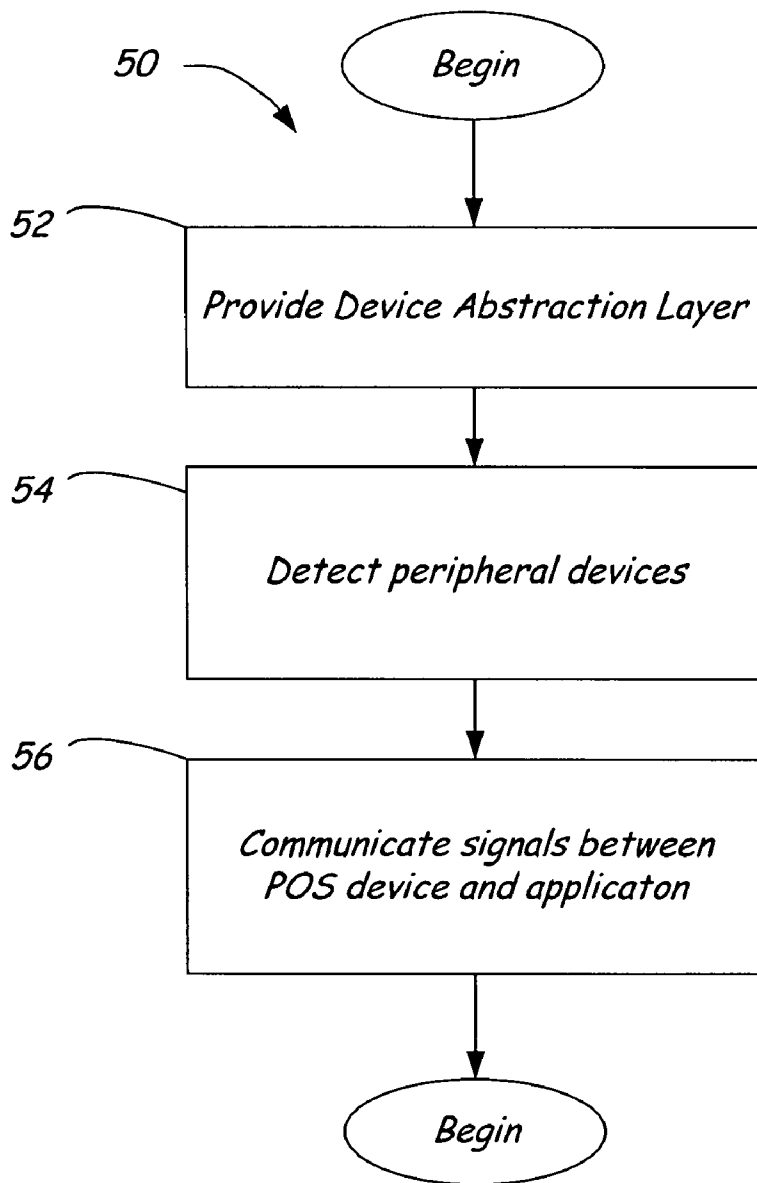 50
Begin
52
Provide Device Abstraction Layer
54
Detect peripheral devices
56
Communicate signals between
POS device and applicaton
Begin